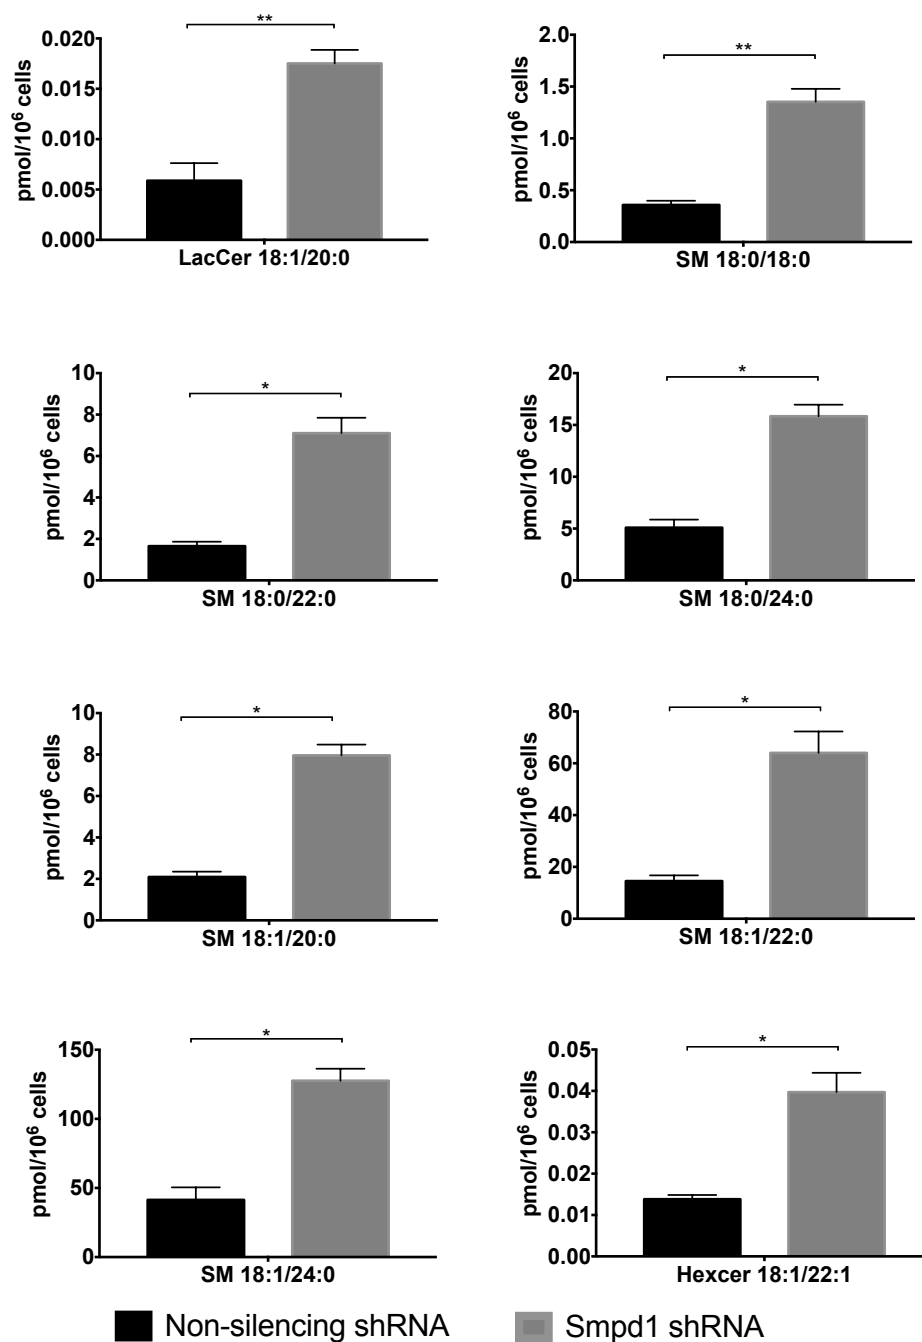 **
0.020
0.015
0.010
0.005
0.000
pmol/10⁶ cells
LacCer 18:1/20:0
**
2.0
1.5
1.0
0.5
0.0
pmol/10⁶ cells
SM 18:0/18:0
*
10
8
6
4
2
0
pmol/10⁶ cells
SM 18:0/22:0
*
20
15
10
5
0
pmol/10⁶ cells
SM 18:0/24:0
*
10
8
6
4
2
0
pmol/10⁶ cells
SM 18:1/20:0
*
80
60
40
20
0
pmol/10⁶ cells
SM 18:1/22:0
*
150
100
50
0
pmol/10⁶ cells
SM 18:1/24:0
*
0.05
0.04
0.03
0.02
0.01
0.00
pmol/10⁶ cells
Hexcer 18:1/22:1
Non-silencing shRNA
Smpd1 shRNA